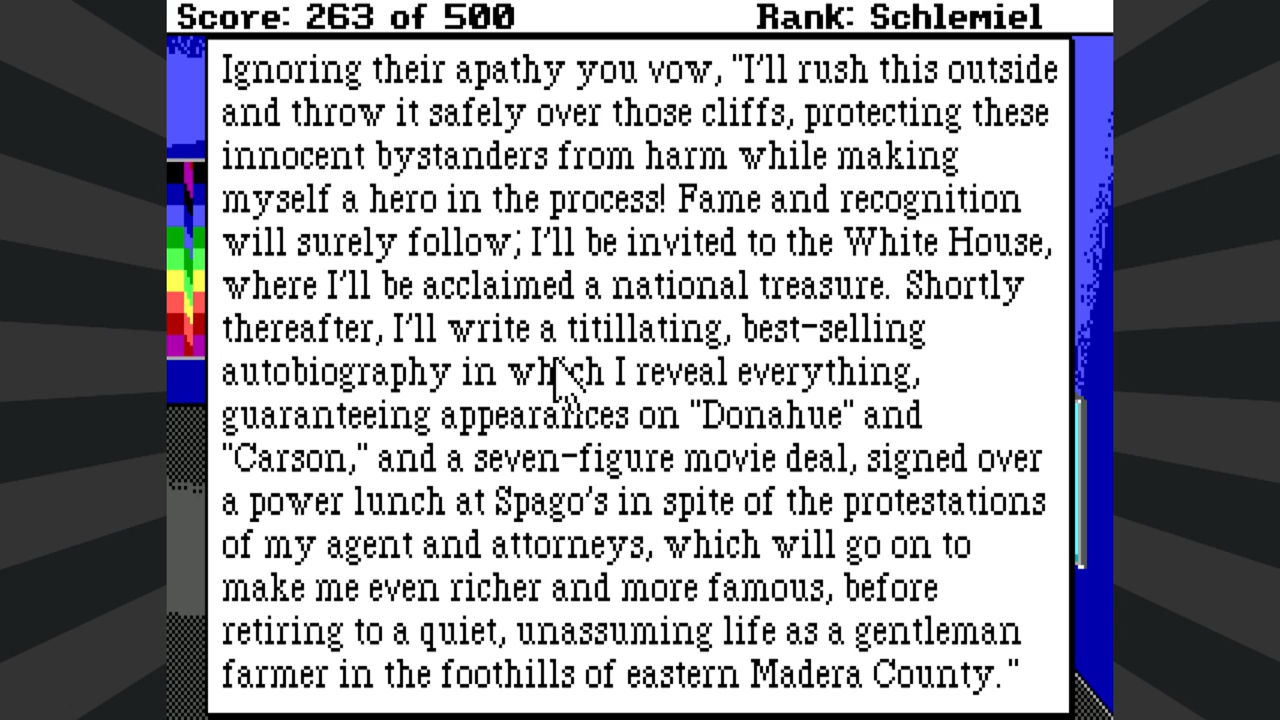 Score: 263 of 500 Rank: Schlemiel
Ignoring their apathy you vow, "I'll rush this outside
and throw it safely over those cliffs, protecting these
innocent bystanders from harm while making
myself a hero in the process! Fame and recognition
will surely follow; I'll be invited to the White House,
where I'll be acclaimed a national treasure. Shortly
thereafter, I'll write a titillating, best-selling
autobiography in which I reveal everything,
guaranteeing appearances on "Donahue" and
"Carson," and a seven-figure movie deal, signed over
a power lunch at Spago's in spite of the protestations
of my agent and attorneys, which will go on to
make me even richer and more famous, before
retiring to a quiet, unassuming life as a gentleman
farmer in the foothills of eastern Madera County."